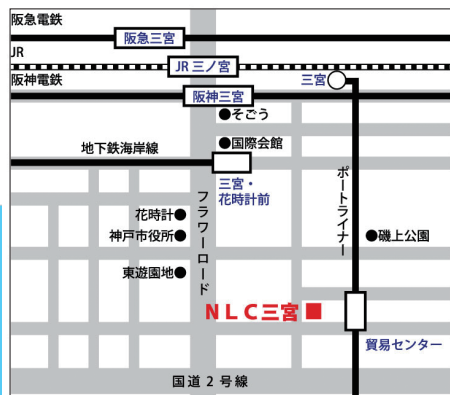 阪急電鉄
阪急三宮
JR
JR 三ノ宮
阪神電鉄
三宮
阪神三宮
●そごう
●国際会館
地下鉄海岸線
三宮・
花時計前
フラワーロード
ポートライナー
花時計●
神戸市役所●
●磯上公園
東遊園地●
NLC三宮■
貿易センター
国道2号線